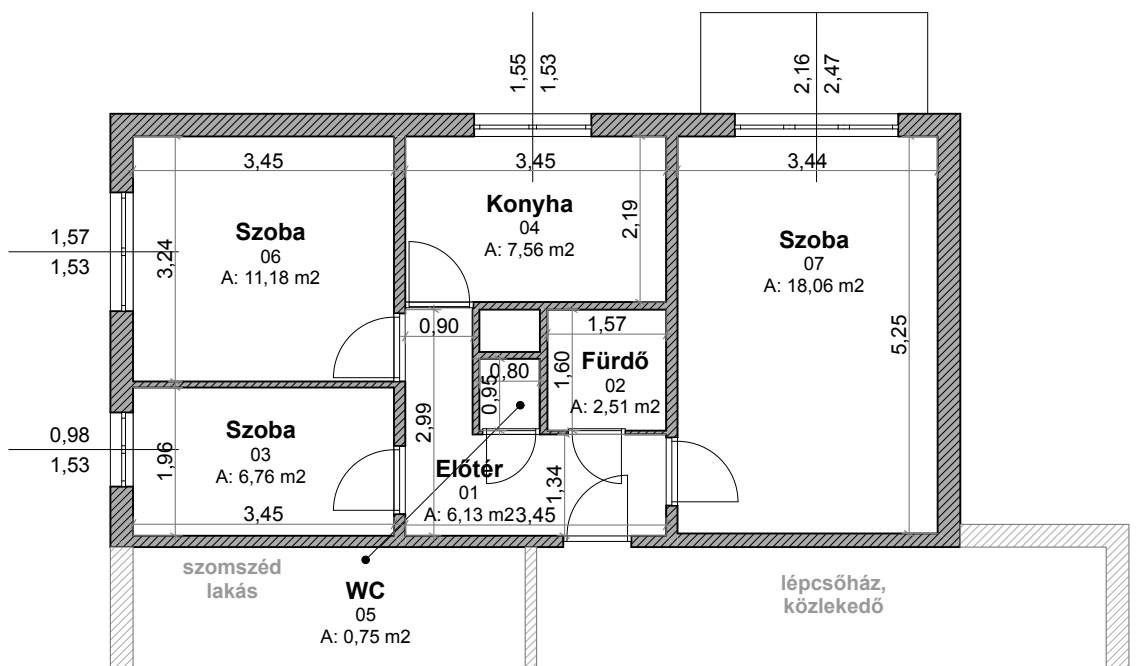 1,55
1,53
2,16
2,47
3,45
3,45
3,44
Szoba
06
A: 11,18 m2
3,24
1,57
1,53
Konyha
04
A: 7,56 m2
2,19
Szoba
07
A: 18,06 m2
5,25
0,90
0,80
0,95
1,57
1,60
Fürdő
02
A: 2,51 m2
2,99
0,98
1,53
1,96
Szoba
03
A: 6,76 m2
3,45
Előtér
01
A: 6,13 m2
3,45
1,34
szomszéd
lakás
WC
05
A: 0,75 m2
lépcsőház,
közlekedő